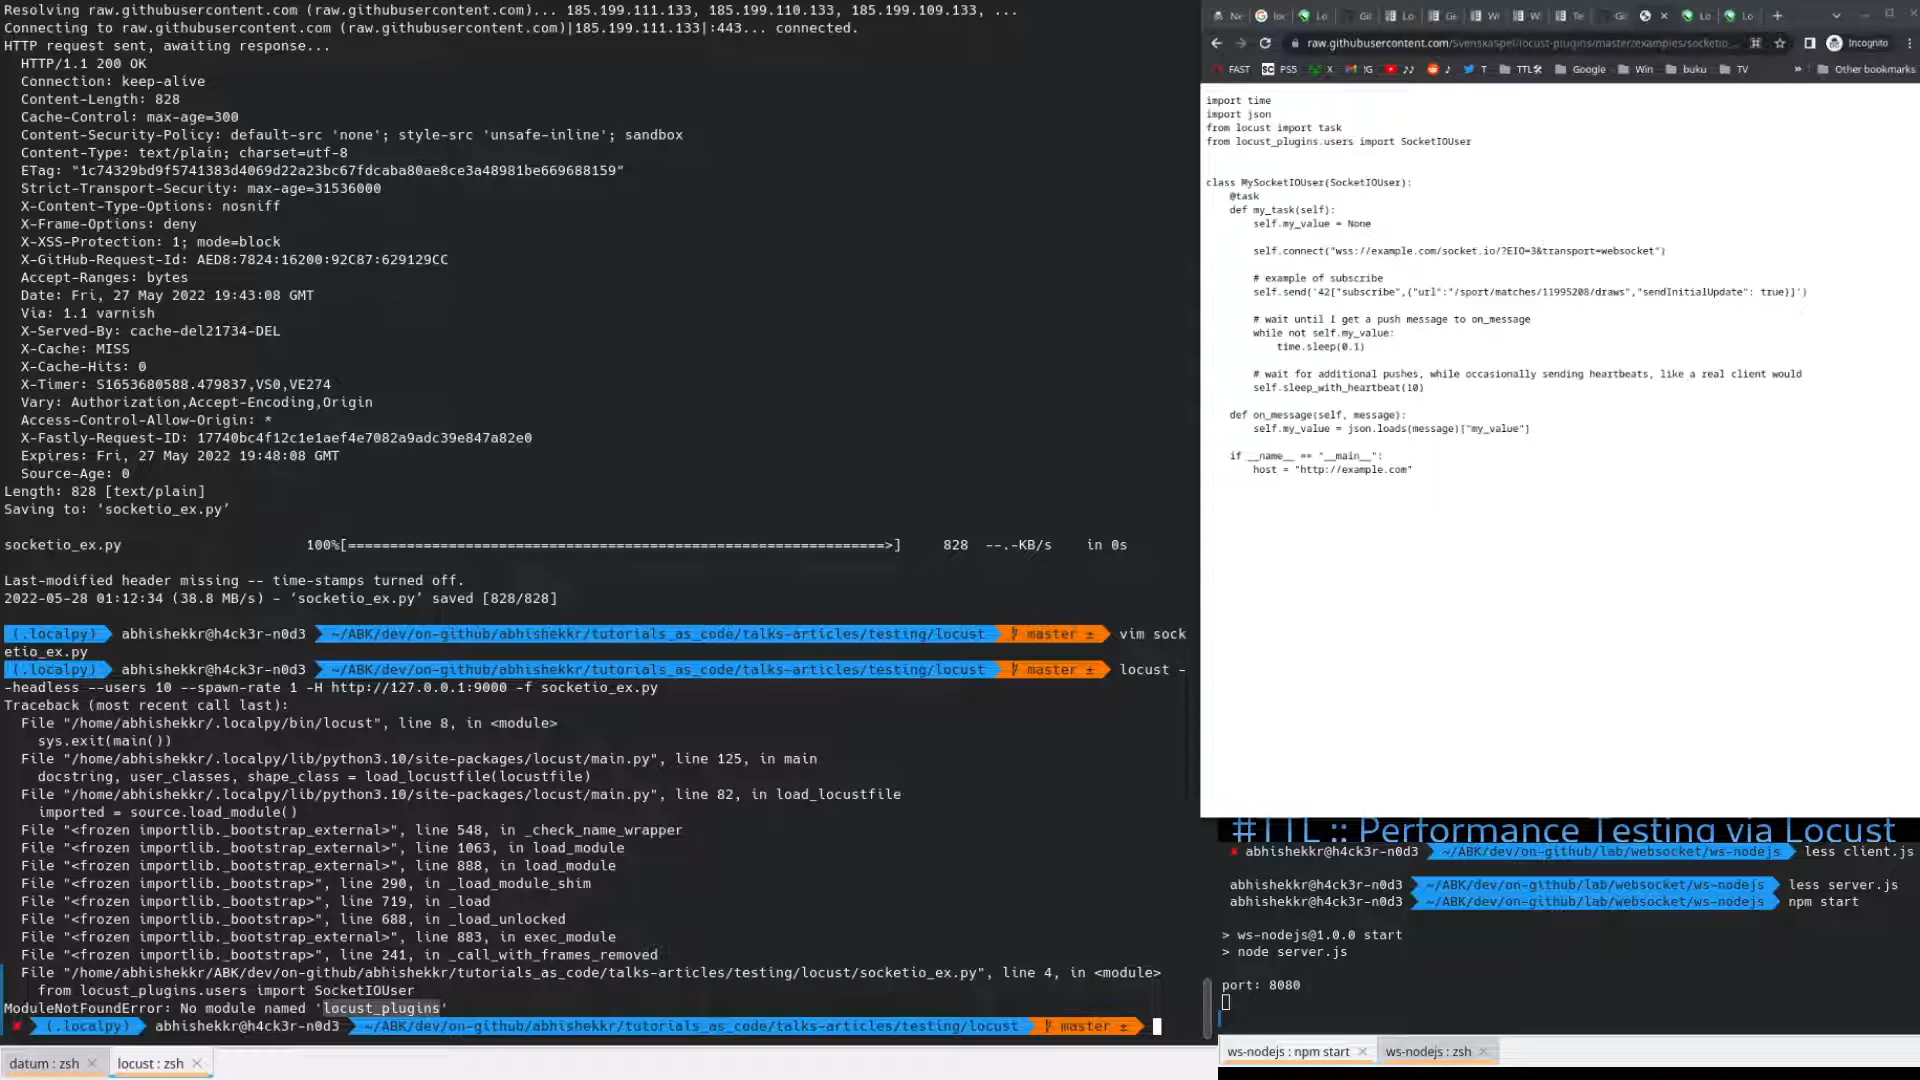 Resolving raw.githubusercontent.com (raw.githubusercontent.com)... 185.199.111.133, 185.199.110.133, 185.199.109.133, ...
Connecting to raw.githubusercontent.com (raw.githubusercontent.com)|185.199.111.133|:443... connected.
HTTP request sent, awaiting response...
HTTP/1.1 200 OK
Connection: keep-alive
Content-Length: 828
Cache-Control: max-age=300
Content-Security-Policy: default-src 'none'; style-src 'unsafe-inline'; sandbox
Content-Type: text/plain; charset=utf-8
ETag: "1c74329bd9f5741383d4069d22a23bc67fdcaba80ae8ce3a48981be669688159"
Strict-Transport-Security: max-age=31536000
X-Content-Type-Options: nosniff
X-Frame-Options: deny
X-XSS-Protection: 1; mode=block
X-GitHub-Request-Id: AED8:7824:16200:92C87:629129CC
Accept-Ranges: bytes
Date: Fri, 27 May 2022 19:43:08 GMT
Via: 1.1 varnish
X-Served-By: cache-del21734-DEL
X-Cache: MISS
X-Cache-Hits: 0
X-Timer: S1653680588.479837,VS0,VE274
Vary: Authorization,Accept-Encoding,Origin
Access-Control-Allow-Origin: *
X-Fastly-Request-ID: 17740bc4f12c1e1aef4e7082a9adc39e847a82e0
Expires: Fri, 27 May 2022 19:48:08 GMT
Source-Age: 0
Length: 828 [text/plain]
Saving to: ‘socketio_ex.py’
socketio_ex.py 100%[================================================================>] 828 --.-KB/s in 0s
Last-modified header missing -- time-stamps turned off.
2022-05-28 01:12:34 (38.8 MB/s) - ‘socketio_ex.py’ saved [828/828]
(.localpy) abhishekkr@h4ck3r-n0d3 ~/ABK/dev/on-github/abhishekkr/tutorials_as_code/talks-articles/testing/locust master ± vim sock
etio_ex.py
(.localpy) abhishekkr@h4ck3r-n0d3 ~/ABK/dev/on-github/abhishekkr/tutorials_as_code/talks-articles/testing/locust master ± locust -
-headless --users 10 --spawn-rate 1 -H http://127.0.0.1:9000 -f socketio_ex.py
Traceback (most recent call last):
File "/home/abhishekkr/.localpy/bin/locust", line 8, in <module>
sys.exit(main())
File "/home/abhishekkr/.localpy/lib/python3.10/site-packages/locust/main.py", line 125, in main
docstring, user_classes, shape_class = load_locustfile(locustfile)
File "/home/abhishekkr/.localpy/lib/python3.10/site-packages/locust/main.py", line 82, in load_locustfile
imported = source.load_module()
File "<frozen importlib._bootstrap_external>", line 548, in _check_name_wrapper
File "<frozen importlib._bootstrap_external>", line 1063, in load_module
File "<frozen importlib._bootstrap_external>", line 888, in load_module
File "<frozen importlib._bootstrap>", line 290, in _load_module_shim
File "<frozen importlib._bootstrap>", line 719, in _load
File "<frozen importlib._bootstrap>", line 688, in _load_unlocked
File "<frozen importlib._bootstrap_external>", line 883, in exec_module
File "<frozen importlib._bootstrap>", line 241, in _call_with_frames_removed
File "/home/abhishekkr/ABK/dev/on-github/abhishekkr/tutorials_as_code/talks-articles/testing/locust/socketio_ex.py", line 4, in <module>
from locust_plugins.users import SocketIOUser
ModuleNotFoundError: No module named 'locust_plugins'
(.localpy) abhishekkr@h4ck3r-n0d3 ~/ABK/dev/on-github/abhishekkr/tutorials_as_code/talks-articles/testing/locust master ±
datum : zsh
locust : zsh
raw.githubusercontent.com/SvenskaSpel/locust-plugins/master/examples/socketio_...
Incognito
FAST PS5 X !G T TTL Google Win buku TV » Other bookmarks
import time
import json
from locust import task
from locust_plugins.users import SocketIOUser
class MySocketIOUser(SocketIOUser):
@task
def my_task(self):
self.my_value = None
self.connect("wss://example.com/socket.io/?EIO=3&transport=websocket")
# example of subscribe
self.send('42["subscribe",{"url":"/sport/matches/11995208/draws","sendInitialUpdate": true}]')
# wait until I get a push message to on_message
while not self.my_value:
time.sleep(0.1)
# wait for additional pushes, while occasionally sending heartbeats, like a real client would
self.sleep_with_heartbeat(10)
def on_message(self, message):
self.my_value = json.loads(message)["my_value"]
if __name__ == "__main__":
host = "http://example.com"
#TTL :: Performance Testing via Locust
abhishekkr@h4ck3r-n0d3 ~/ABK/dev/on-github/lab/websocket/ws-nodejs less client.js
abhishekkr@h4ck3r-n0d3 ~/ABK/dev/on-github/lab/websocket/ws-nodejs less server.js
abhishekkr@h4ck3r-n0d3 ~/ABK/dev/on-github/lab/websocket/ws-nodejs npm start
> ws-nodejs@1.0.0 start
> node server.js
port: 8080
ws-nodejs : npm start
ws-nodejs : zsh